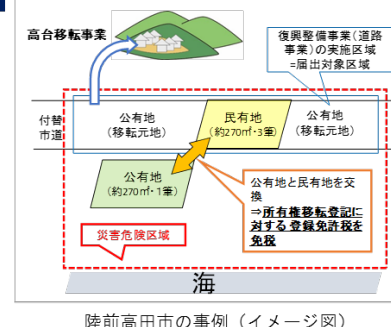 高台移転事業
復興整備事業(道路
事業)の実施区域
=届出対象区域
付替
市道
公有地
(移転元地)
民有地
(約270㎡・3筆)
公有地
(移転元地)
公有地
(約270㎡・1筆)
公有地と民有地を交
換
⇒所有権移転登記に
対する登録免許税を
免税
災害危険区域
海
陸前高田市の事例(イメージ図)